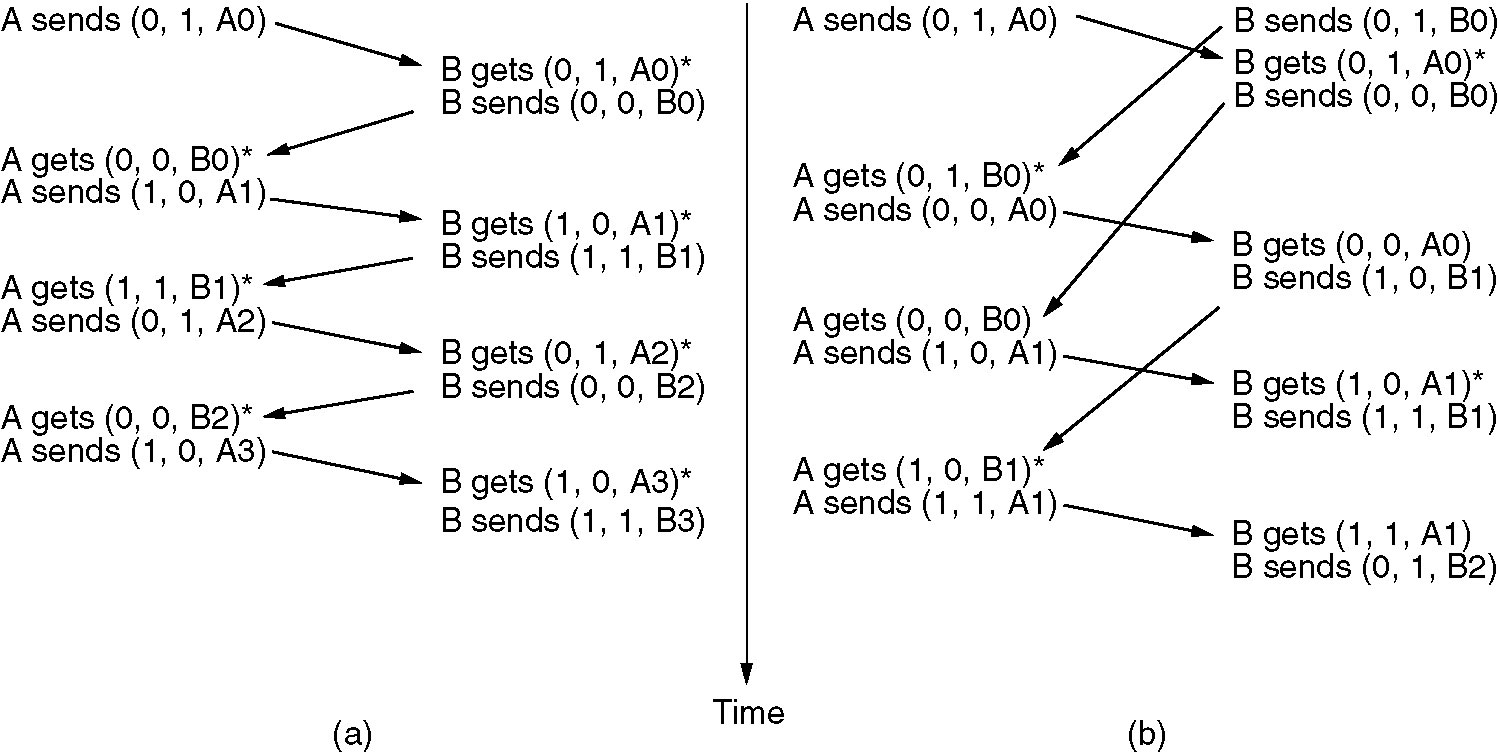 A sends (0, 1, A0)
B gets (0, 1, A0)*
B sends (0, 0, B0)
A gets (0, 0, B0)*
A sends (1, 0, A1)
B gets (1, 0, A1)*
B sends (1, 1, B1)
A gets (1, 1, B1)*
A sends (0, 1, A2)
B gets (0, 1, A2)*
B sends (0, 0, B2)
A gets (0, 0, B2)*
A sends (1, 0, A3)
B gets (1, 0, A3)*
B sends (1, 1, B3)
(a)
Time
A sends (0, 1, A0)
B sends (0, 1, B0)
B gets (0, 1, A0)*
B sends (0, 0, B0)
A gets (0, 1, B0)*
A sends (0, 0, A0)
B gets (0, 0, A0)
B sends (1, 0, B1)
A gets (0, 0, B0)
A sends (1, 0, A1)
B gets (1, 0, A1)*
B sends (1, 1, B1)
A gets (1, 0, B1)*
A sends (1, 1, A1)
B gets (1, 1, A1)
B sends (0, 1, B2)
(b)